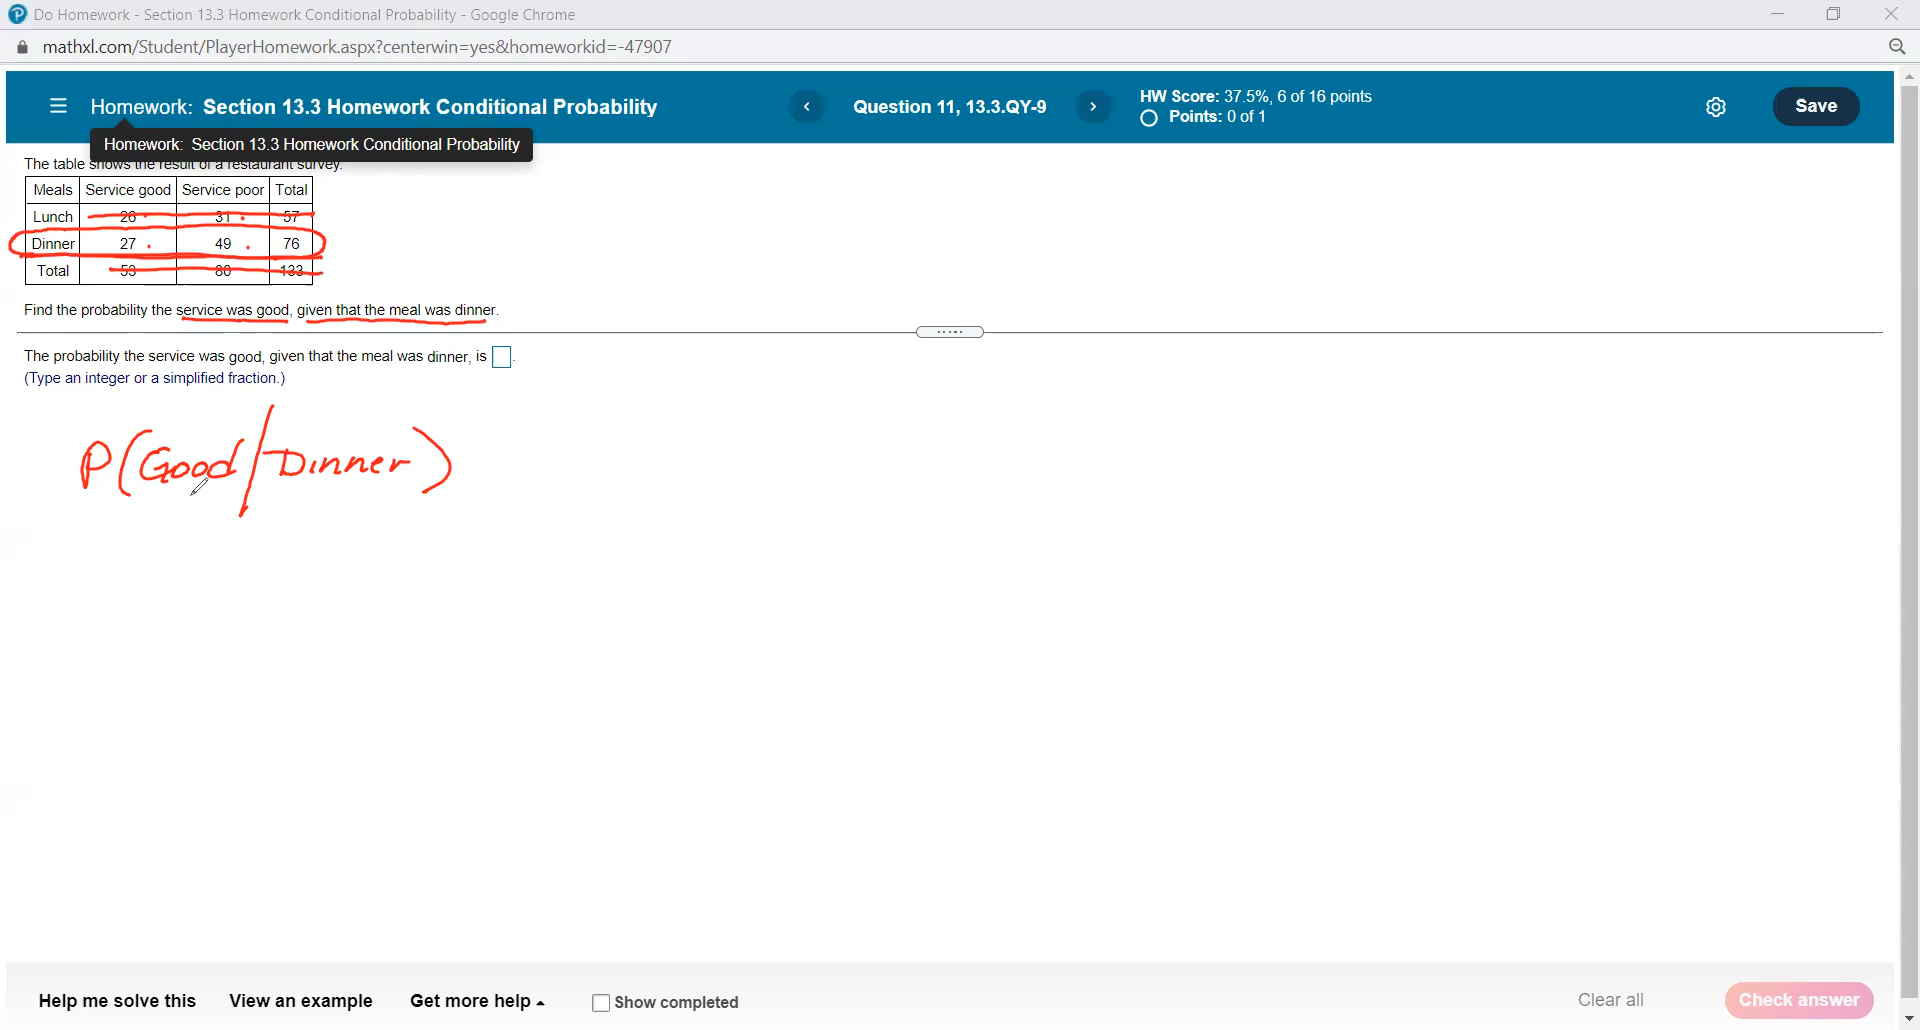 Do Homework - Section 13.3 Homework Conditional Probability - Google Chrome
mathxl.com/Student/PlayerHomework.aspx?centerwin=yes&homeworkid=-47907
Homework: Section 13.3 Homework Conditional Probability
Question 11, 13.3.QY-9
HW Score: 37.5%, 6 of 16 points
Points: 0 of 1
Save
Homework: Section 13.3 Homework Conditional Probability
The table shows the result of a restaurant survey.
Meals Service good Service poor Total
Lunch 26 31 57
Dinner 27 49 76
Total 53 80 133
Find the probability the service was good, given that the meal was dinner.
The probability the service was good, given that the meal was dinner, is .
(Type an integer or a simplified fraction.)
P(Good/Dinner)
Help me solve this View an example Get more help Show completed Clear all Check answer